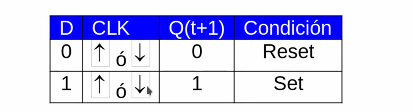 D CLK Q(t+1) Condición
0 ↑ ó ↓ 0 Reset
1 ↑ ó ↓ 1 Set